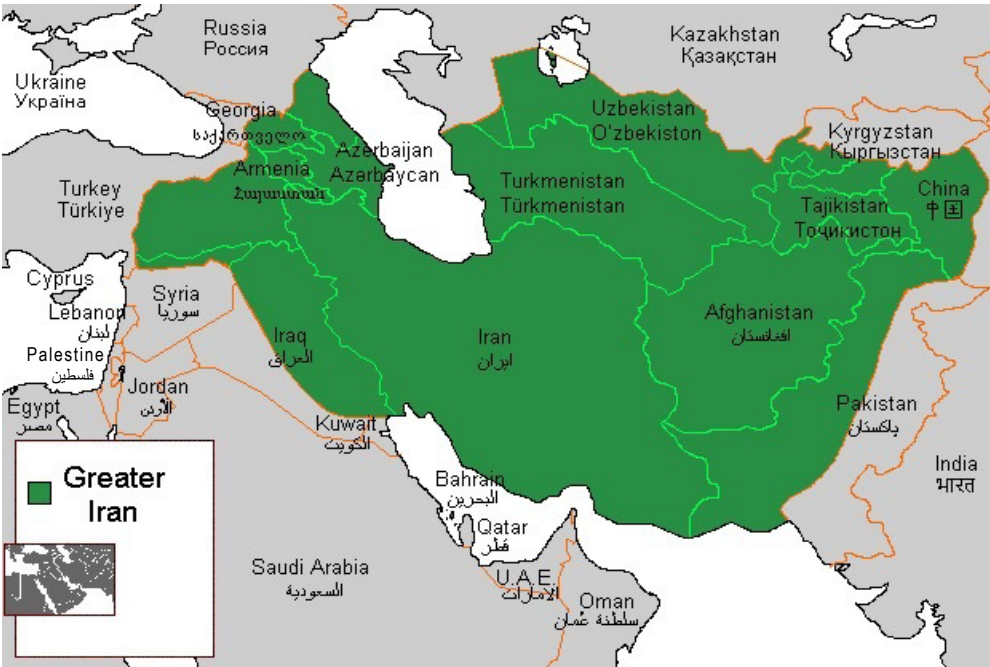 Russia
Россия
Kazakhstan
Қазақстан
Ukraine
Україна
Georgia
საქართველო
Uzbekistan
O'zbekiston
Kyrgyzstan
Кыргызстан
Azerbaijan
Azərbaycan
Armenia
Հայաստան
Turkey
Türkiye
Turkmenistan
Türkmenistan
Tajikistan
Тоҷикистон
China
中国
Cyprus
Syria
سوريا
Lebanon
لبنان
Afghanistan
افغانستان
Iraq
العراق
Iran
ایران
Palestine
فلسطين
Jordan
الأردن
Egypt
مصر
Kuwait
الكويت
Pakistan
پاکستان
India
भारत
Greater
Iran
Bahrain
البحرين
Qatar
قطر
Saudi Arabia
السعودية
U.A.E.
الامارات
Oman
سلطنة عُمان